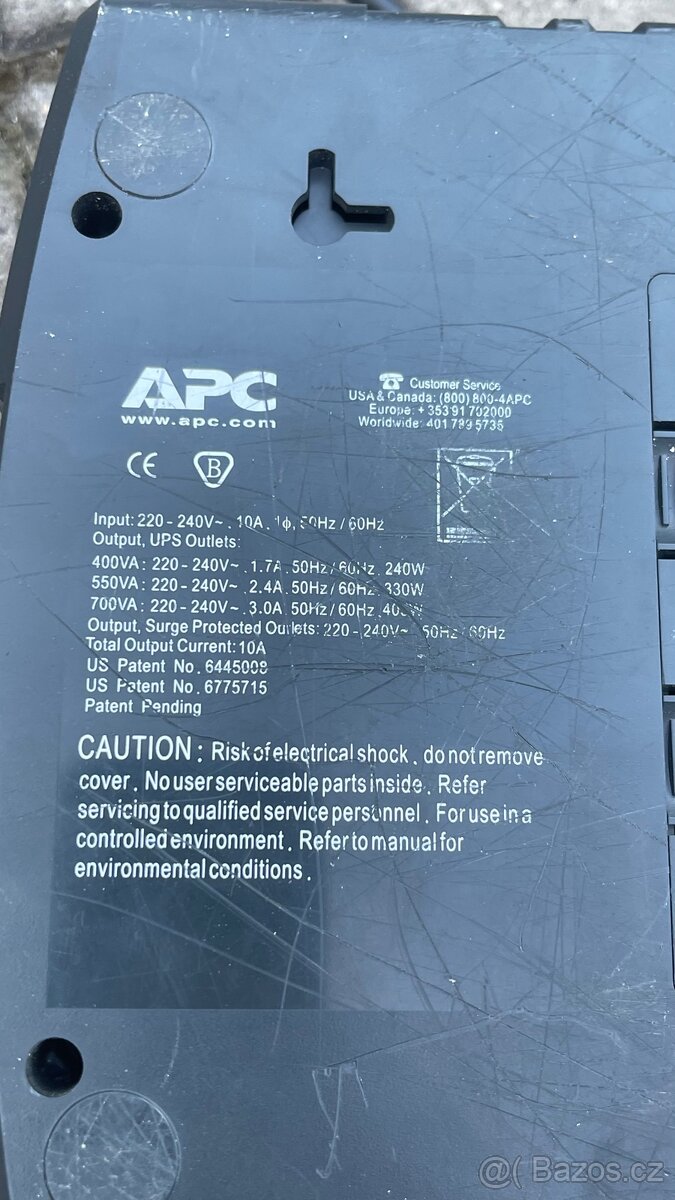 APC
www.apc.com
Customer Service
USA & Canada: (800) 800-4APC
Europe: + 353 91 702000
Worldwide: 401 789 5735
CE
B
Input: 220 - 240V~ . 10A . 1ϕ, 50Hz / 60Hz
Output, UPS Outlets:
400VA: 220 - 240V~ . 1.7A . 50Hz / 60Hz, 240W
550VA: 220 - 240V~ . 2.4A . 50Hz / 60Hz, 330W
700VA: 220 - 240V~ . 3.0A . 50Hz / 60Hz
Output, Surge Protected Outlets: 220 - 240V~ . 50Hz / 60Hz
Total Output Current: 10A
US Patent No. 6445088
US Patent No. 6775715
Patent Pending
CAUTION : Risk of electrical shock . do not remove
cover . No user serviceable parts inside . Refer
servicing to qualified service personnel . For use in a
controlled environment . Refer to manual for
environmental conditions .
@( Bazos.cz